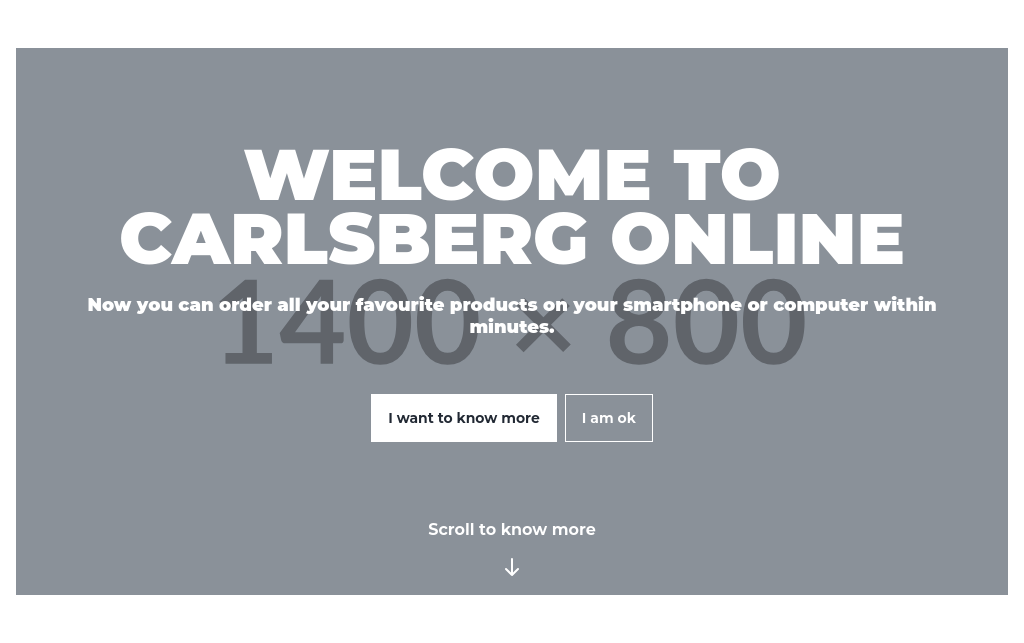 WELCOME TO
CARLSBERG ONLINE
1400 × 800
Now you can order all your favourite products on your smartphone or computer within
minutes.
I want to know more
I am ok
Scroll to know more